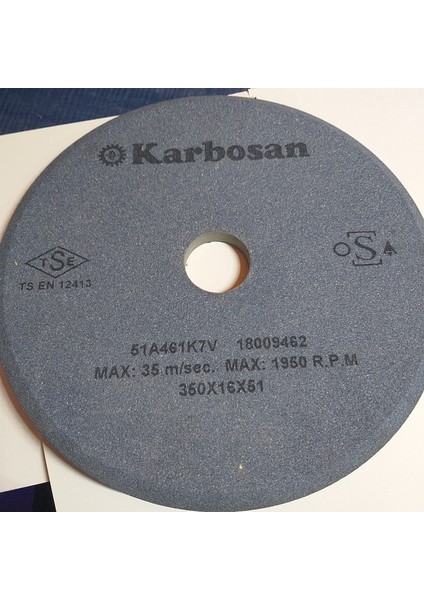 Karbosan
TSE
TS EN 12413
OSA
51A461K7V 18009462
MAX: 35 m/sec. MAX: 1950 R.P.M
350X16X51